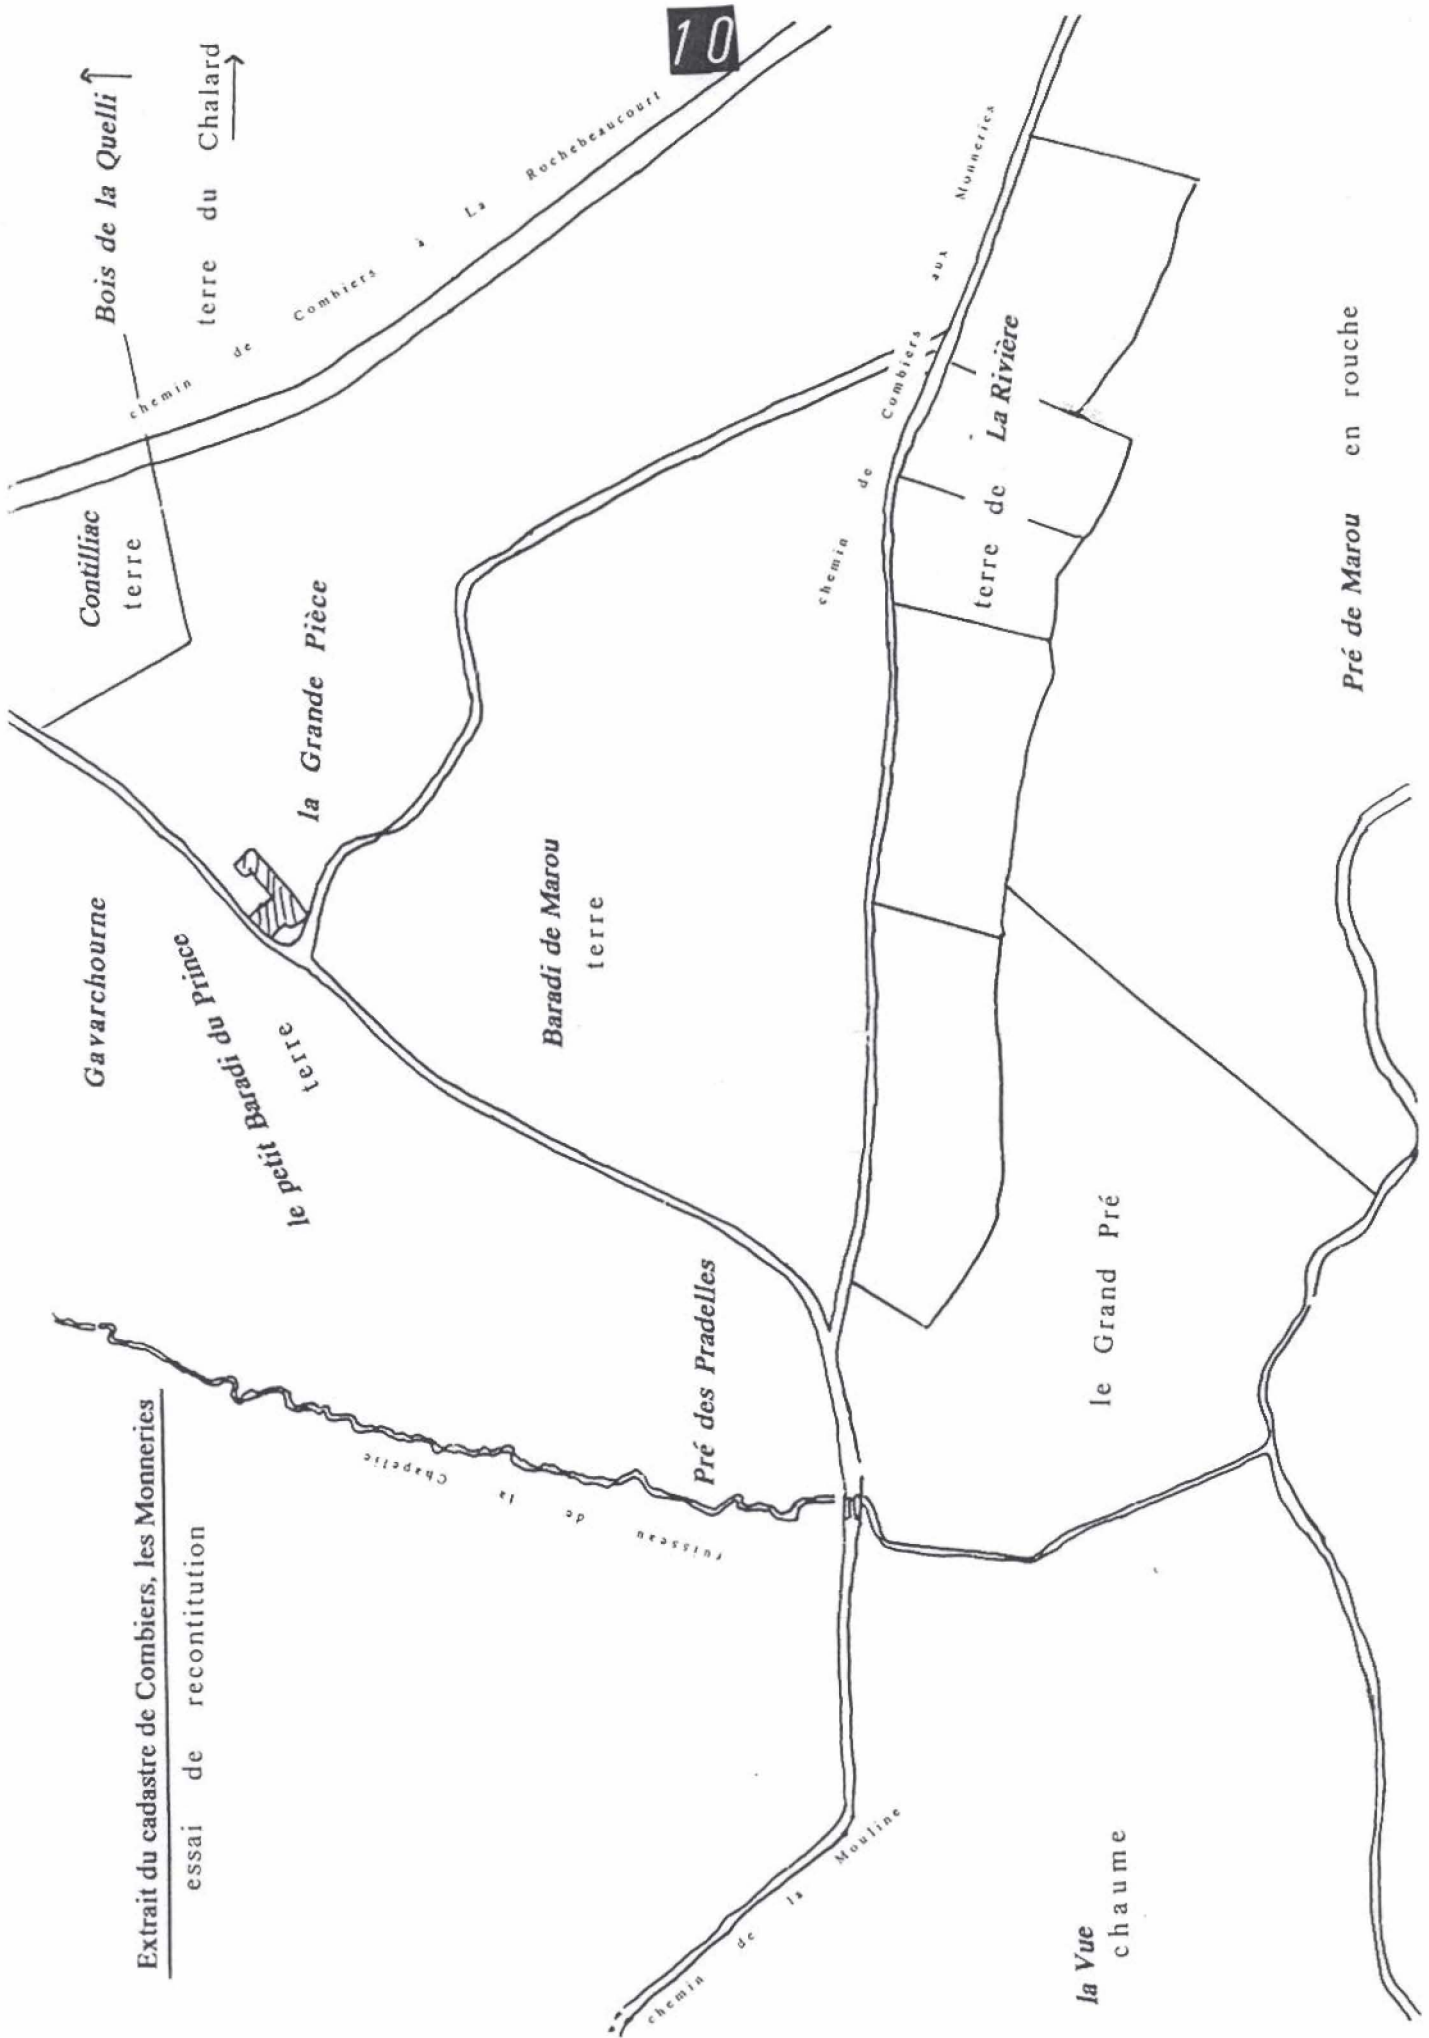 Extrait du cadastre de Combiers, les Monneries
essai de recontitution
Gavarchourne
Contilliac
terre
Bois de la Quelli
terre du Chalard
chemin de Combiers à La Rochebeaucourt
10
le petit Baradi du Prince
terre
la Grande Pièce
Baradi de Marou
terre
ruisseau de la Chapelie
Pré des Pradelles
chemin de Combiers aux Monneries
terre de La Rivière
chemin de la Mouline
le Grand Pré
Pré de Marou en rouche
la Vue
chaume